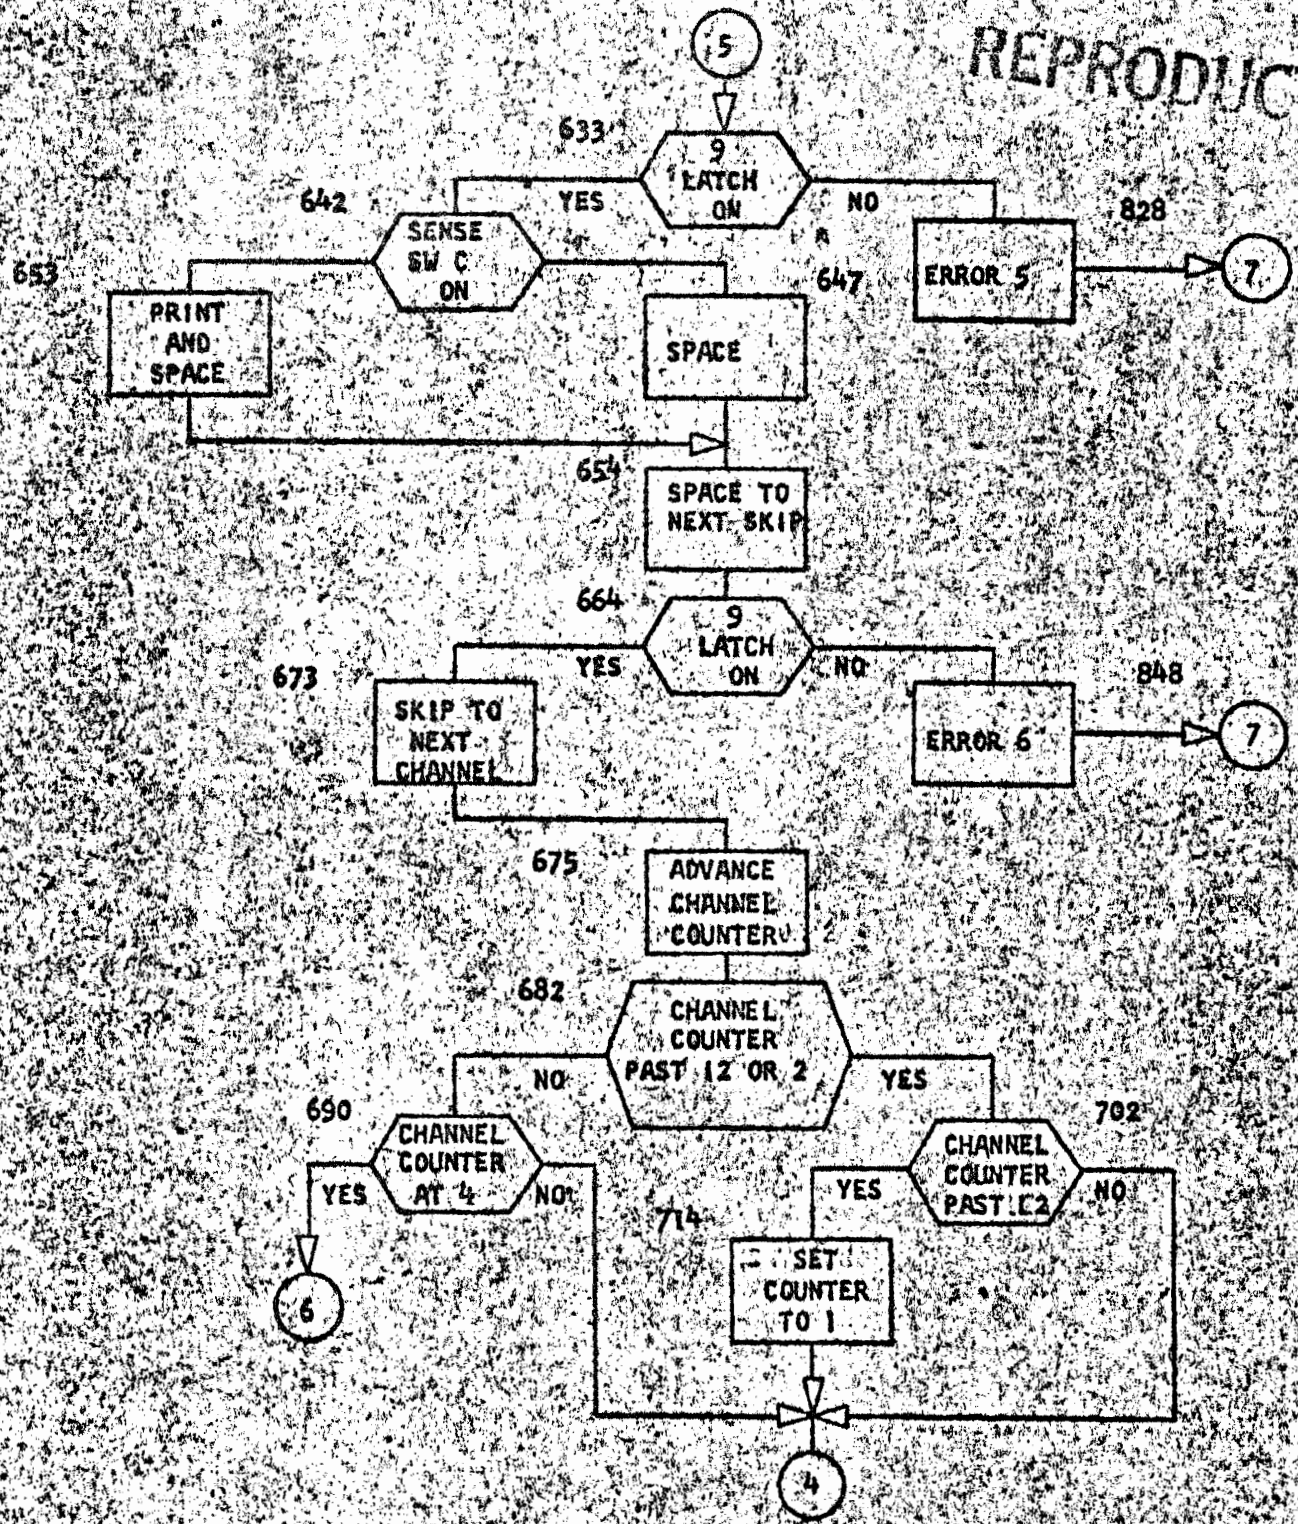 5
REPRODUC
633
9
LATCH
ON
YES
NO
642
SENSE
SW C
ON
828
653
647
ERROR 5
7
PRINT
AND
SPACE
SPACE
654
SPACE TO
NEXT SKIP
664
9
LATCH
ON
YES
NO
673
SKIP TO
NEXT
CHANNEL
848
ERROR 6
7
675
ADVANCE
CHANNEL
COUNTER
682
CHANNEL
COUNTER
PAST 12 OR 2
NO
YES
690
CHANNEL
COUNTER
AT 4
YES
NO
702
CHANNEL
COUNTER
PAST 12
YES
NO
714
SET
COUNTER
TO 1
6
4